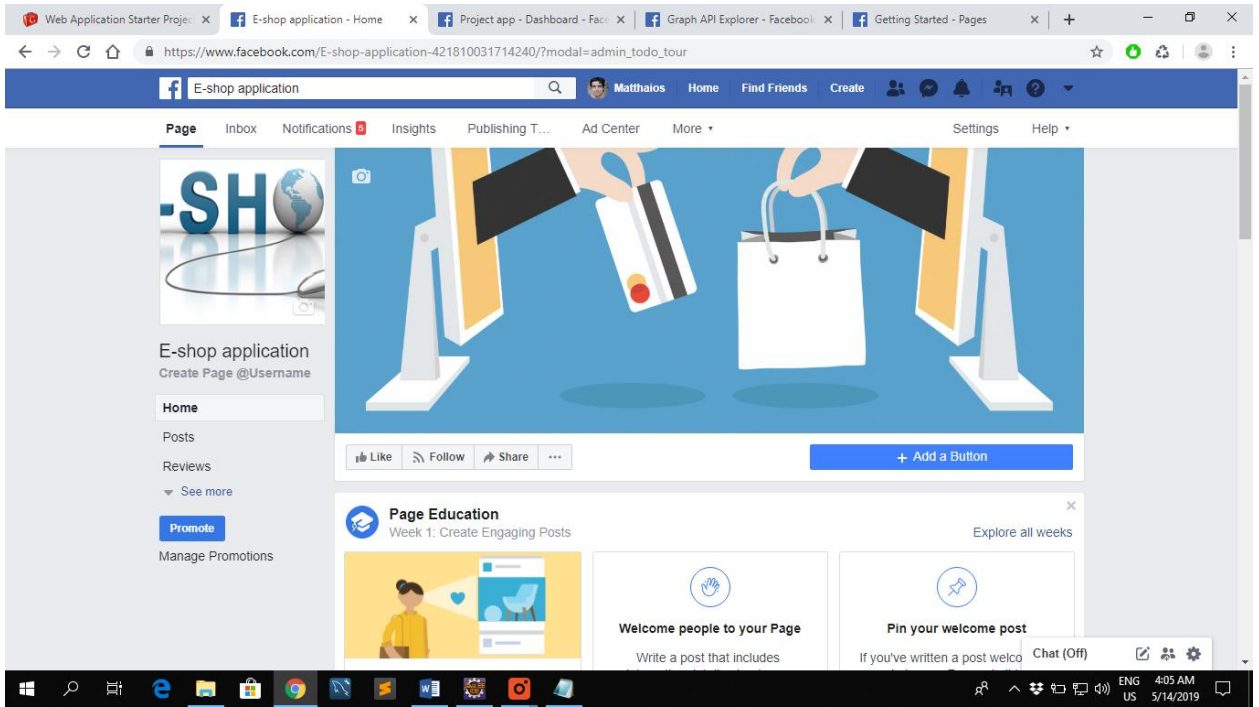 Web Application Starter Projec
E-shop application - Home
Project app - Dashboard - Face
Graph API Explorer - Facebook
Getting Started - Pages
https://www.facebook.com/E-shop-application-421810031714240/?modal=admin_todo_tour
E-shop application
Matthaios Home Find Friends Create
Page Inbox Notifications 5 Insights Publishing T... Ad Center More Settings Help
-SHO
E-shop application
Create Page @Username
Home
Posts
Reviews
See more
Promote
Manage Promotions
Like Follow Share ...
+ Add a Button
Page Education
Week 1: Create Engaging Posts
Explore all weeks
Welcome people to your Page
Write a post that includes
Pin your welcome post
If you've written a post welco
Chat (Off)
ENG
US
4:05 AM
5/14/2019